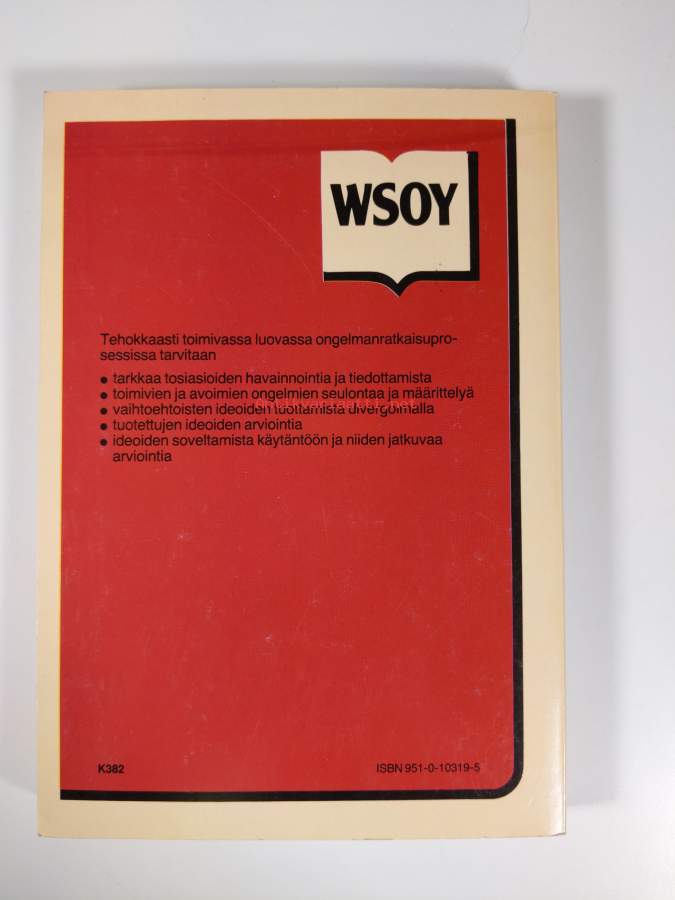 WSOY
Tehokkaasti toimivassa luovassa ongelmanratkaisupro-
sessissa tarvitaan
• tarkkaa tosiasioiden havainnointia ja tiedottamista
• toimivien ja avoimien ongelmien seulontaa ja määrittelyä
• vaihtoehtoisten ideoiden tuottamista divergoimalla
• tuotettujen ideoiden arviointia
• ideoiden soveltamista käytäntöön ja niiden jatkuvaa
arviointia
K382
ISBN 951-0-10319-5